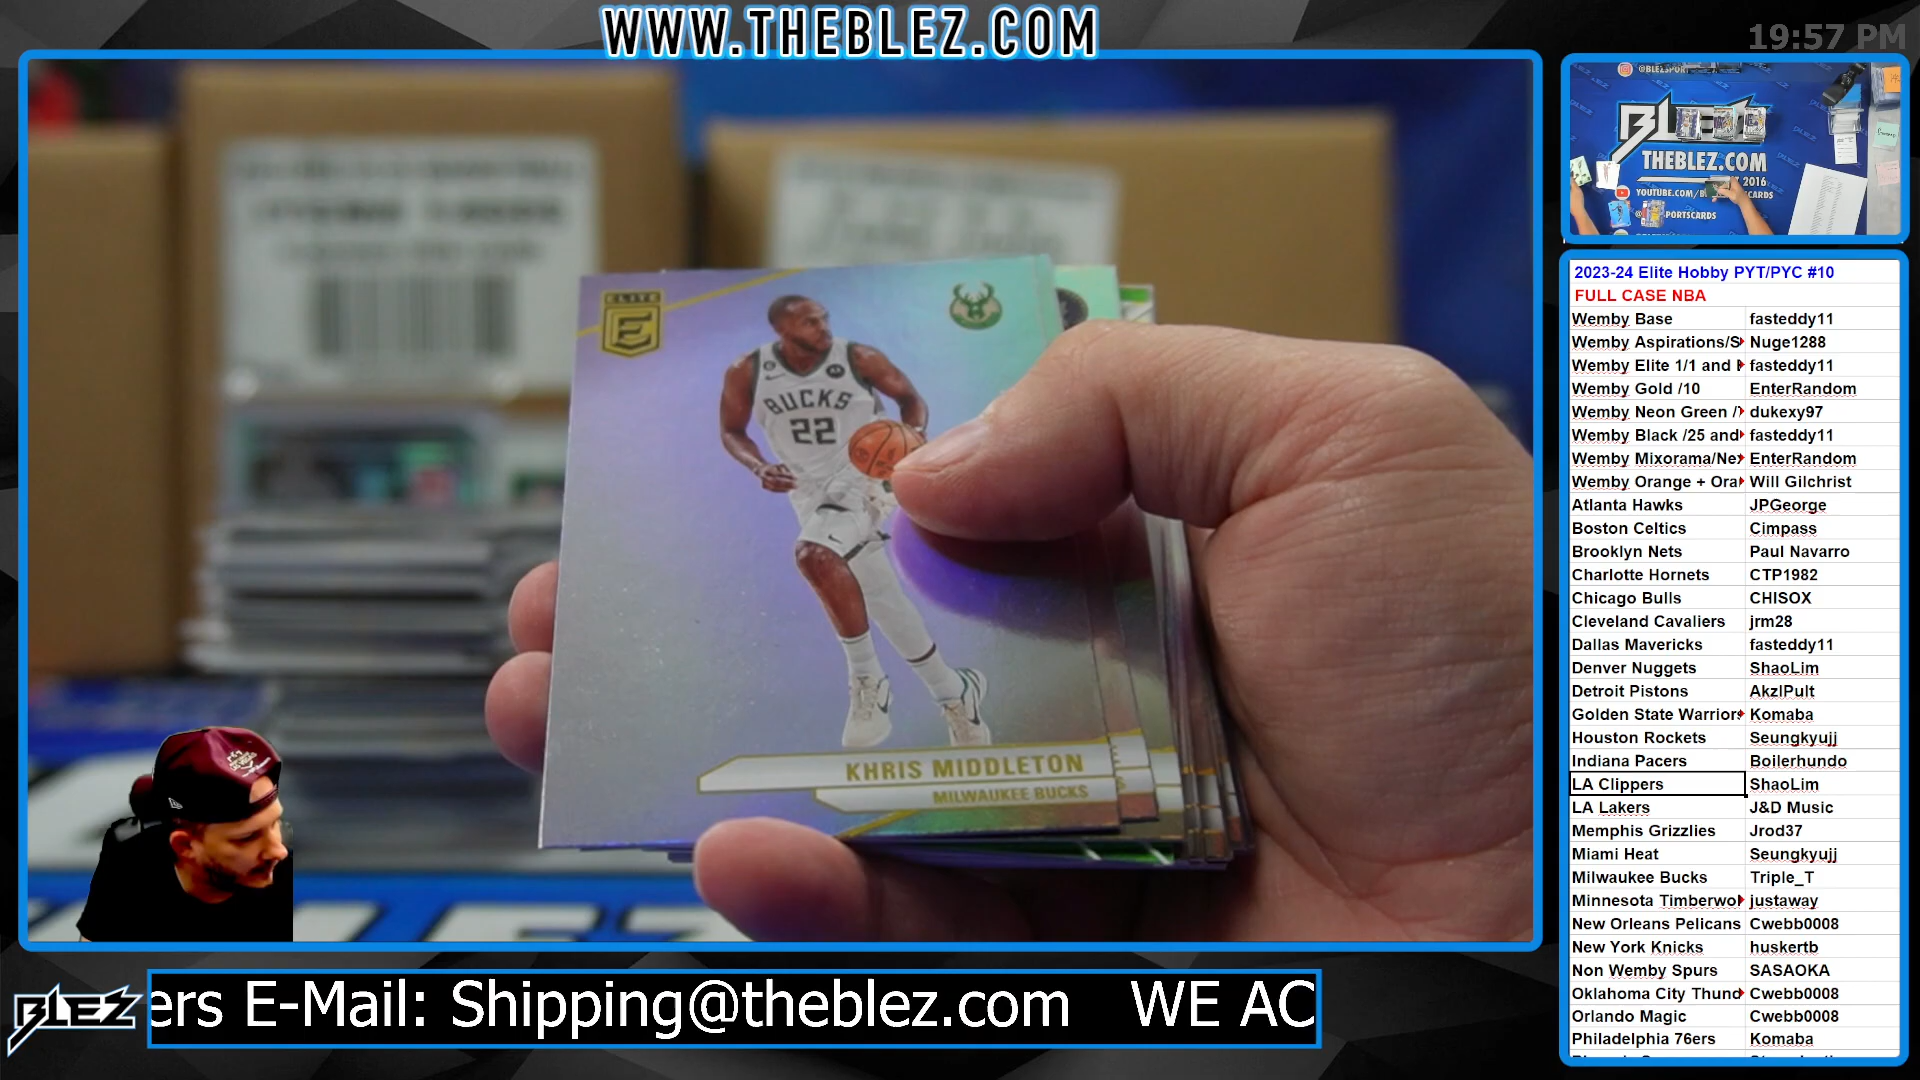 WWW.THEBLEZ.COM
19:57 PM
BLEZ
THEBLEZ.COM
2016
YOUTUBE.COM/
CARDS
PORTSCARDS
ELITE
E
BUCKS
22
KHRIS MIDDLETON
MILWAUKEE BUCKS
2023-24 Elite Hobby PYT/PYC #10
FULL CASE NBA
Wemby Base fasteddy11
Wemby Aspirations/S Nuge1288
Wemby Elite 1/1 and fasteddy11
Wemby Gold /10 EnterRandom
Wemby Neon Green / dukexy97
Wemby Black /25 and fasteddy11
Wemby Mixorama/Ne EnterRandom
Wemby Orange + Ora Will Gilchrist
Atlanta Hawks JPGeorge
Boston Celtics Cimpass
Brooklyn Nets Paul Navarro
Charlotte Hornets CTP1982
Chicago Bulls CHISOX
Cleveland Cavaliers jrm28
Dallas Mavericks fasteddy11
Denver Nuggets ShaoLim
Detroit Pistons AkzlPult
Golden State Warriors Komaba
Houston Rockets Seungkyujj
Indiana Pacers Boilerhundo
LA Clippers ShaoLim
LA Lakers J&D Music
Memphis Grizzlies Jrod37
Miami Heat Seungkyujj
Milwaukee Bucks Triple_T
Minnesota Timberwol justaway
New Orleans Pelicans Cwebb0008
New York Knicks huskertb
Non Wemby Spurs SASAOKA
Oklahoma City Thund Cwebb0008
Orlando Magic Cwebb0008
Philadelphia 76ers Komaba
BLEZ
ers E-Mail: Shipping@theblez.com WE AC